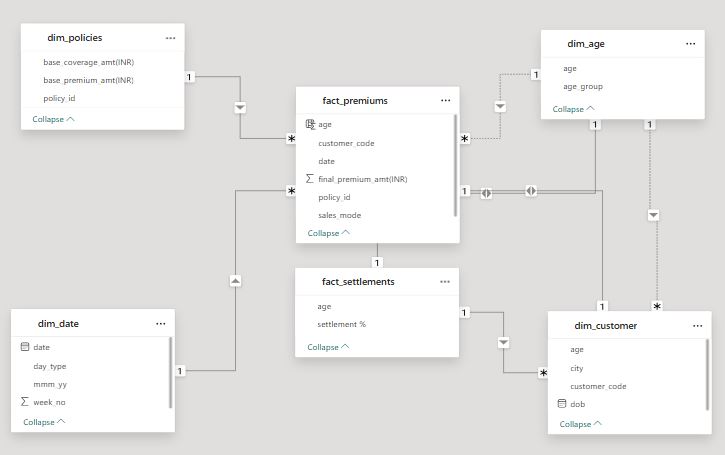 dim_policies
base_coverage_amt(INR)
base_premium_amt(INR)
policy_id
Collapse
dim_age
age
age_group
Collapse
fact_premiums
age
customer_code
date
final_premium_amt(INR)
policy_id
sales_mode
Collapse
fact_settlements
age
settlement %
Collapse
dim_date
date
day_type
mmm_yy
week_no
Collapse
dim_customer
age
city
customer_code
dob
Collapse
1
*
1
*
1
1
*
1
1
1
*
1
1
*
1
*